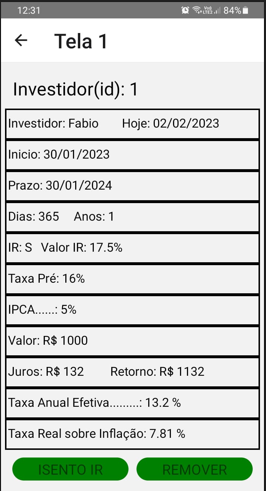 12:31 84%
Tela 1
Investidor(id): 1
Investidor: Fabio Hoje: 02/02/2023
Inicio: 30/01/2023
Prazo: 30/01/2024
Dias: 365 Anos: 1
IR: S Valor IR: 17.5%
Taxa Pré: 16%
IPCA......: 5%
Valor: R$ 1000
Juros: R$ 132 Retorno: R$ 1132
Taxa Anual Efetiva.........: 13.2 %
Taxa Real sobre Inflação: 7.81 %
ISENTO IR REMOVER